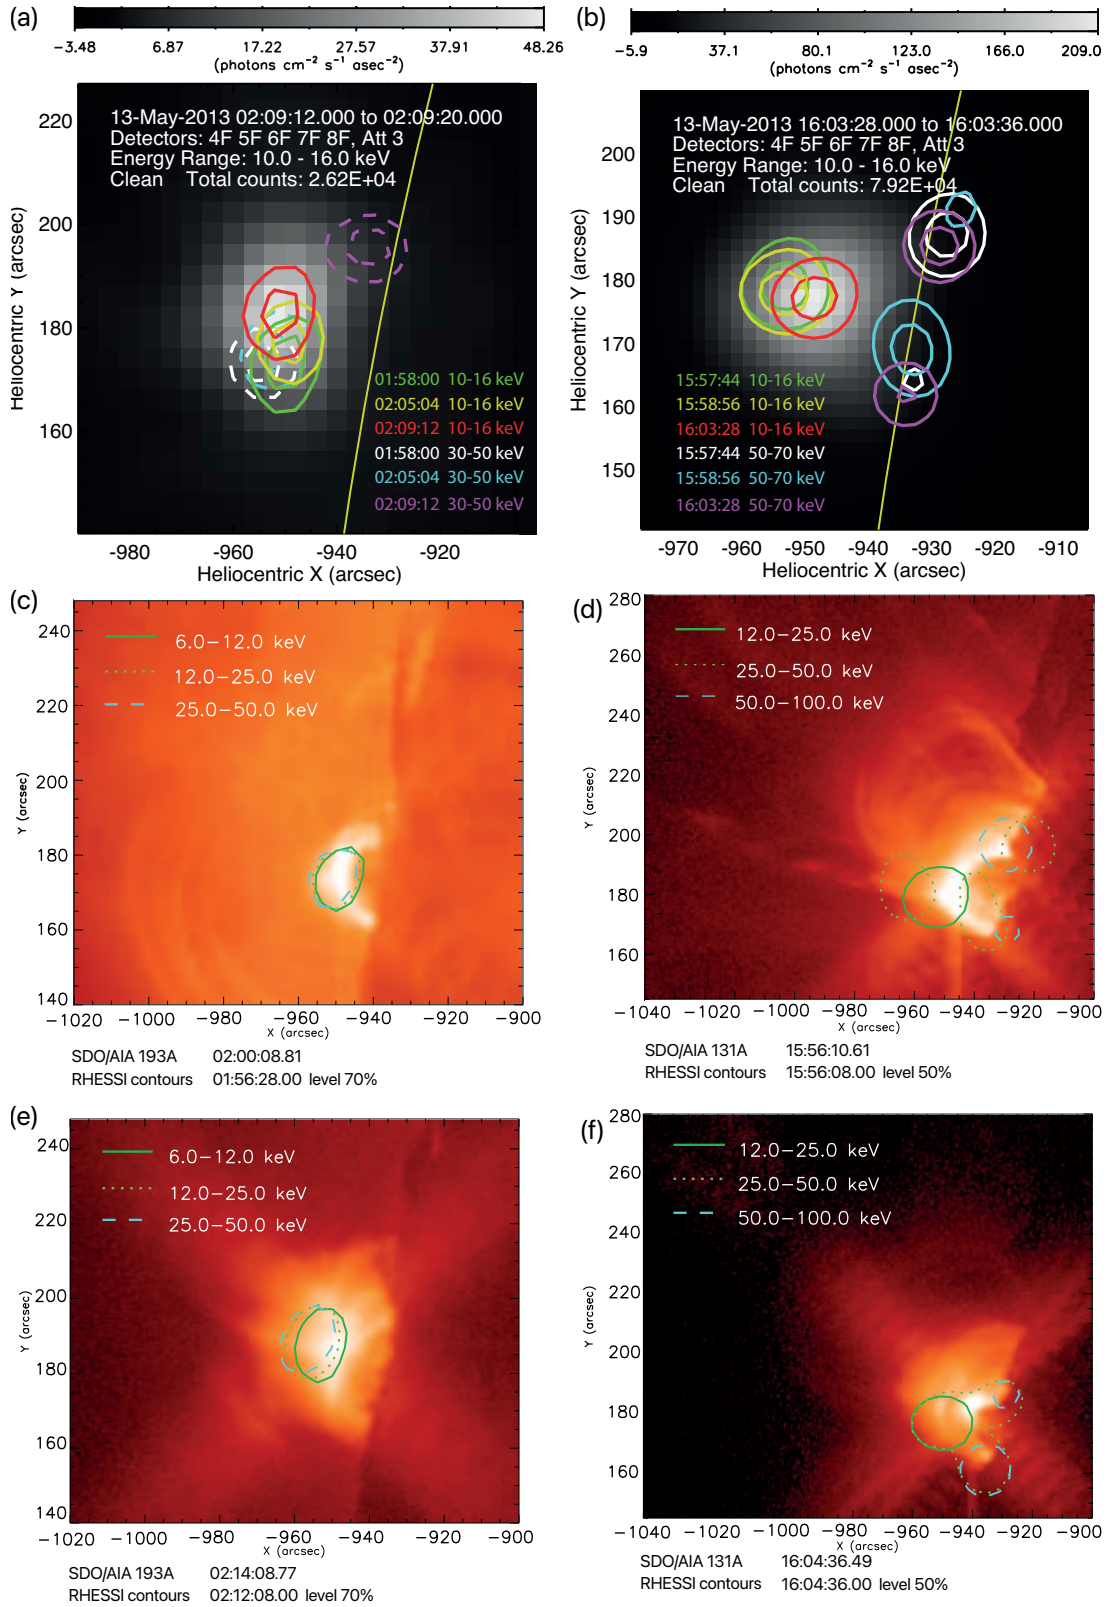 (a)
−3.48 6.87 17.22 27.57 37.91 48.26
(photons cm⁻² s⁻¹ asec⁻²)
13-May-2013 02:09:12.000 to 02:09:20.000
Detectors: 4F 5F 6F 7F 8F, Att 3
Energy Range: 10.0 - 16.0 keV
Clean Total counts: 2.62E+04
220
200
180
160
Heliocentric Y (arcsec)
01:58:00 10-16 keV
02:05:04 10-16 keV
02:09:12 10-16 keV
01:58:00 30-50 keV
02:05:04 30-50 keV
02:09:12 30-50 keV
-980 -960 -940 -920
Heliocentric X (arcsec)
(b)
−5.9 37.1 80.1 123.0 166.0 209.0
(photons cm⁻² s⁻¹ asec⁻²)
13-May-2013 16:03:28.000 to 16:03:36.000
Detectors: 4F 5F 6F 7F 8F, Att 3
Energy Range: 10.0 - 16.0 keV
Clean Total counts: 7.92E+04
200
190
180
170
160
150
Heliocentric Y (arcsec)
15:57:44 10-16 keV
15:58:56 10-16 keV
16:03:28 10-16 keV
15:57:44 50-70 keV
15:58:56 50-70 keV
16:03:28 50-70 keV
-970 -960 -950 -940 -930 -920 -910
Heliocentric X (arcsec)
(c)
6.0−12.0 keV
12.0−25.0 keV
25.0−50.0 keV
240
220
200
180
160
140
Y (arcsec)
−1020 −1000 −980 −960 −940 −920 −900
X (arcsec)
SDO/AIA 193A 02:00:08.81
RHESSI contours 01:56:28.00 level 70%
(d)
12.0−25.0 keV
25.0−50.0 keV
50.0−100.0 keV
280
260
240
220
200
180
160
Y (arcsec)
−1040 −1020 −1000 −980 −960 −940 −920 −900
X (arcsec)
SDO/AIA 131A 15:56:10.61
RHESSI contours 15:56:08.00 level 50%
(e)
6.0−12.0 keV
12.0−25.0 keV
25.0−50.0 keV
240
220
200
180
160
140
Y (arcsec)
−1020 −1000 −980 −960 −940 −920 −900
X (arcsec)
SDO/AIA 193A 02:14:08.77
RHESSI contours 02:12:08.00 level 70%
(f)
12.0−25.0 keV
25.0−50.0 keV
50.0−100.0 keV
280
260
240
220
200
180
160
Y (arcsec)
−1040 −1020 −1000 −980 −960 −940 −920 −900
X (arcsec)
SDO/AIA 131A 16:04:36.49
RHESSI contours 16:04:36.00 level 50%